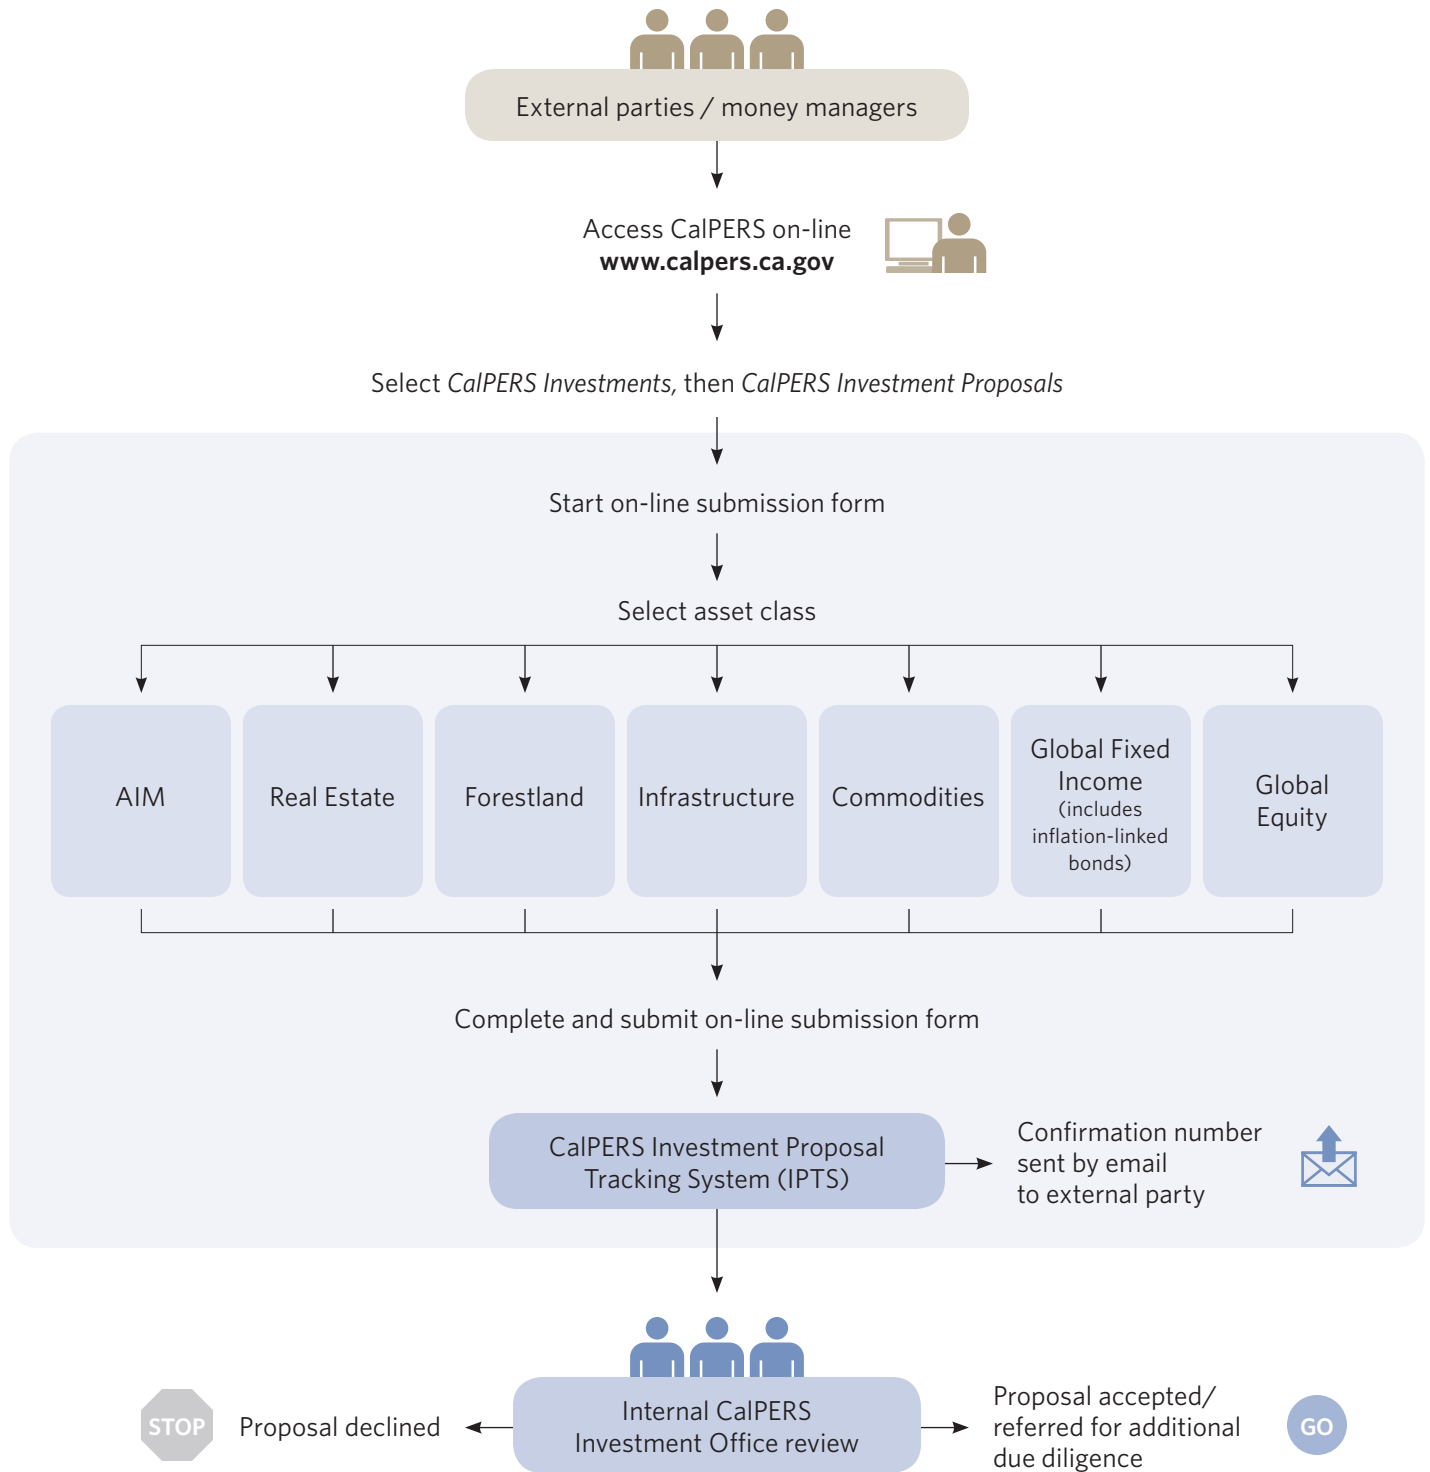 External parties / money managers
Access CalPERS on-line
www.calpers.ca.gov
Select CalPERS Investments, then CalPERS Investment Proposals
Start on-line submission form
Select asset class
AIM
Real Estate
Forestland
Infrastructure
Commodities
Global Fixed
Income
(includes
inflation-linked
bonds)
Global
Equity
Complete and submit on-line submission form
CalPERS Investment Proposal
Tracking System (IPTS)
Confirmation number
sent by email
to external party
STOP
Proposal declined
Internal CalPERS
Investment Office review
Proposal accepted/
referred for additional
due diligence
GO